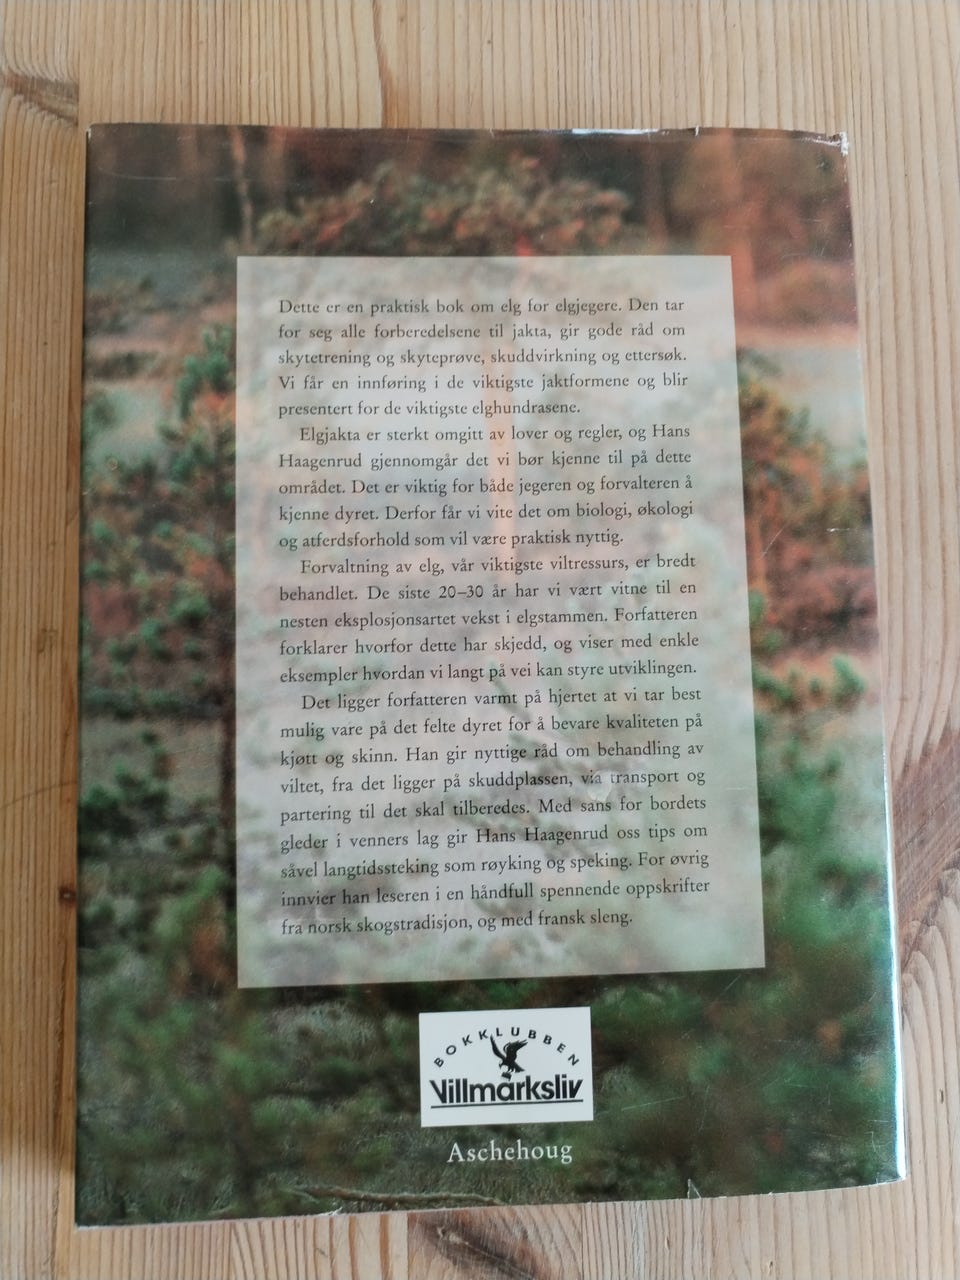 Dette er en praktisk bok om elg for elgjegere. Den tar
for seg alle forberedelsene til jakta, gir gode råd om
skytetrening og skyteprøve, skuddvirkning og ettersøk.
Vi får en innføring i de viktigste jaktformene og blir
presentert for de viktigste elghundrasene.
Elgjakta er sterkt omgitt av lover og regler, og Hans
Haagenrud gjennomgår det vi bør kjenne til på dette
området. Det er viktig for både jegeren og forvalteren å
kjenne dyret. Derfor får vi vite det om biologi, økologi
og atferdsforhold som vil være praktisk nyttig.
Forvaltning av elg, vår viktigste viltressurs, er bredt
behandlet. De siste 20–30 år har vi vært vitne til en
nesten eksplosjonsartet vekst i elgstammen. Forfatteren
forklarer hvorfor dette har skjedd, og viser med enkle
eksempler hvordan vi langt på vei kan styre utviklingen.
Det ligger forfatteren varmt på hjertet at vi tar best
mulig vare på det felte dyret for å bevare kvaliteten på
kjøtt og skinn. Han gir nyttige råd om behandling av
viltet, fra det ligger på skuddplassen, via transport og
partering til det skal tilberedes. Med sans for bordets
gleder i venners lag gir Hans Haagenrud oss tips om
såvel langtidssteking som røyking og speking. For øvrig
innvier han leseren i en håndfull spennende oppskrifter
fra norsk skogstradisjon, og med fransk sleng.
BOKKLUBBEN
Villmarksliv
Aschehoug